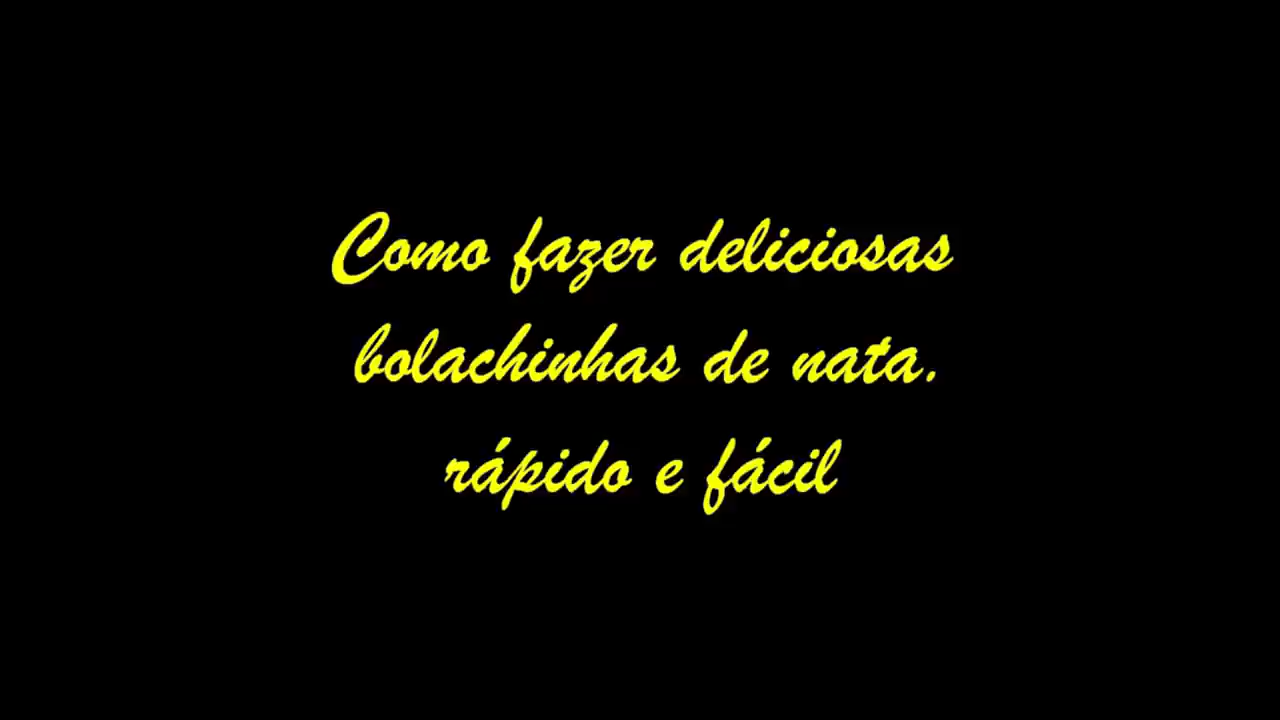 Como fazer deliciosas
bolachinhas de nata.
rápido e fácil